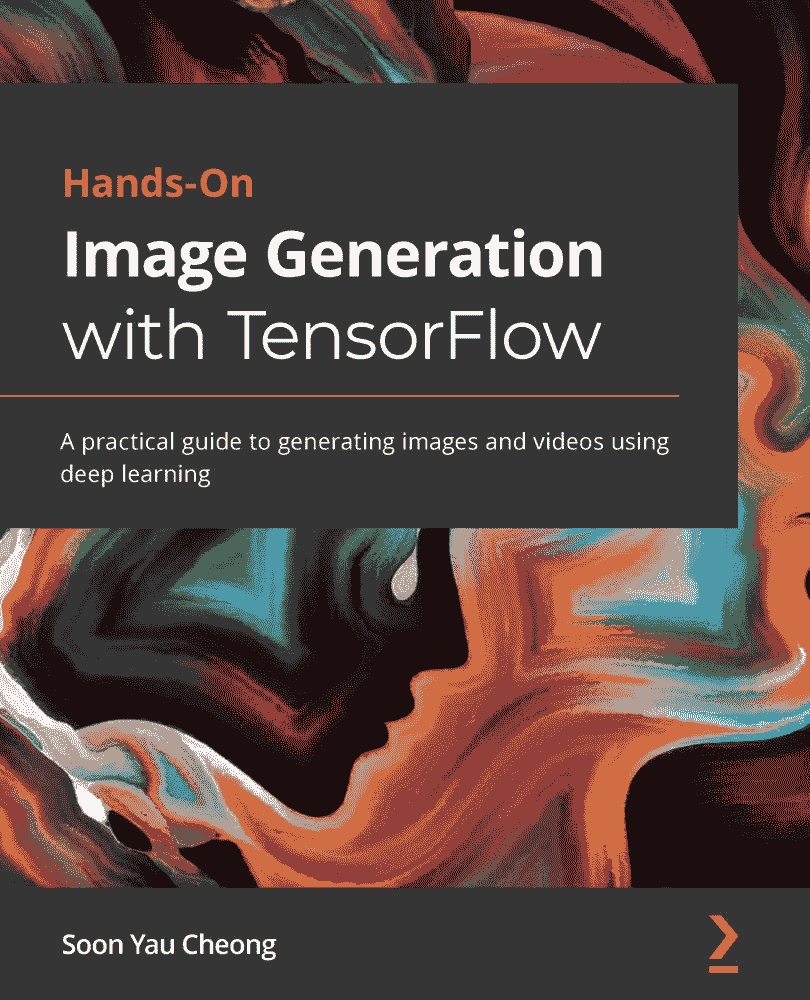 Hands-On
Image Generation
with TensorFlow
A practical guide to generating images and videos using
deep learning
Soon Yau Cheong